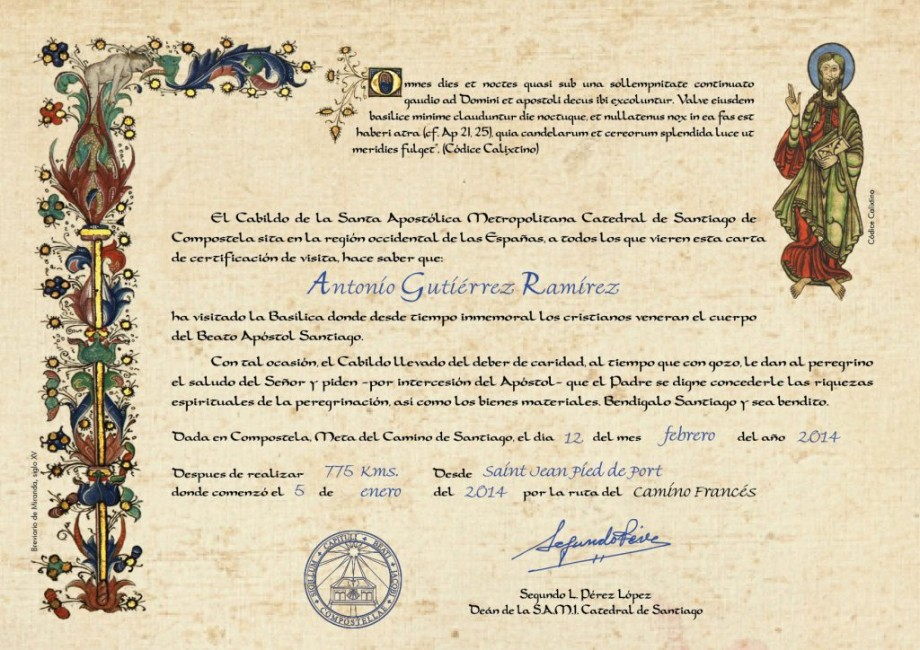 Omnes dies et noctes quasi sub una sollempnitate continuato
gaudio ad Domini et apostoli decus ibi excoluntur. Valve eiusdem
basilice minime clauduntur die noctuque, et nullatenus nox in ea fas est
haberi atra (cf. Ap 21, 25), quia candelarum et cereorum splendida luce ut
meridies fulget". (Códice Calixtino)
Códice Calixtino
El Cabildo de la Santa Apostólica Metropolitana Catedral de Santiago de
Compostela sita en la región occidental de las Españas, a todos los que vieren esta carta
de certificación de visita, hace saber que:
Antonio Gutiérrez Ramírez
ha visitado la Basílica donde desde tiempo inmemorial los cristianos veneran el cuerpo
del Beato Apóstol Santiago.
Con tal ocasión, el Cabildo llevado del deber de caridad, al tiempo que con gozo, le dan al peregrino
el saludo del Señor y piden -por intercesión del Apóstol- que el Padre se digne concederle las riquezas
espirituales de la peregrinación, así como los bienes materiales. Bendígalo Santiago y sea bendito.
Dada en Compostela, Meta del Camino de Santiago, el día 12 del mes febrero del año 2014
Despues de realizar 775 Kms. Desde Saint Jean Pied de Port
donde comenzó el 5 de enero del 2014 por la ruta del Camino Francés
Breviario de Miranda, siglo XV
SIGILLUM CAPITULI BEATI JACOBI COMPOSTELLAE
Segundo Pérez
Segundo L. Pérez López
Deán de la S.A.M.I. Catedral de Santiago